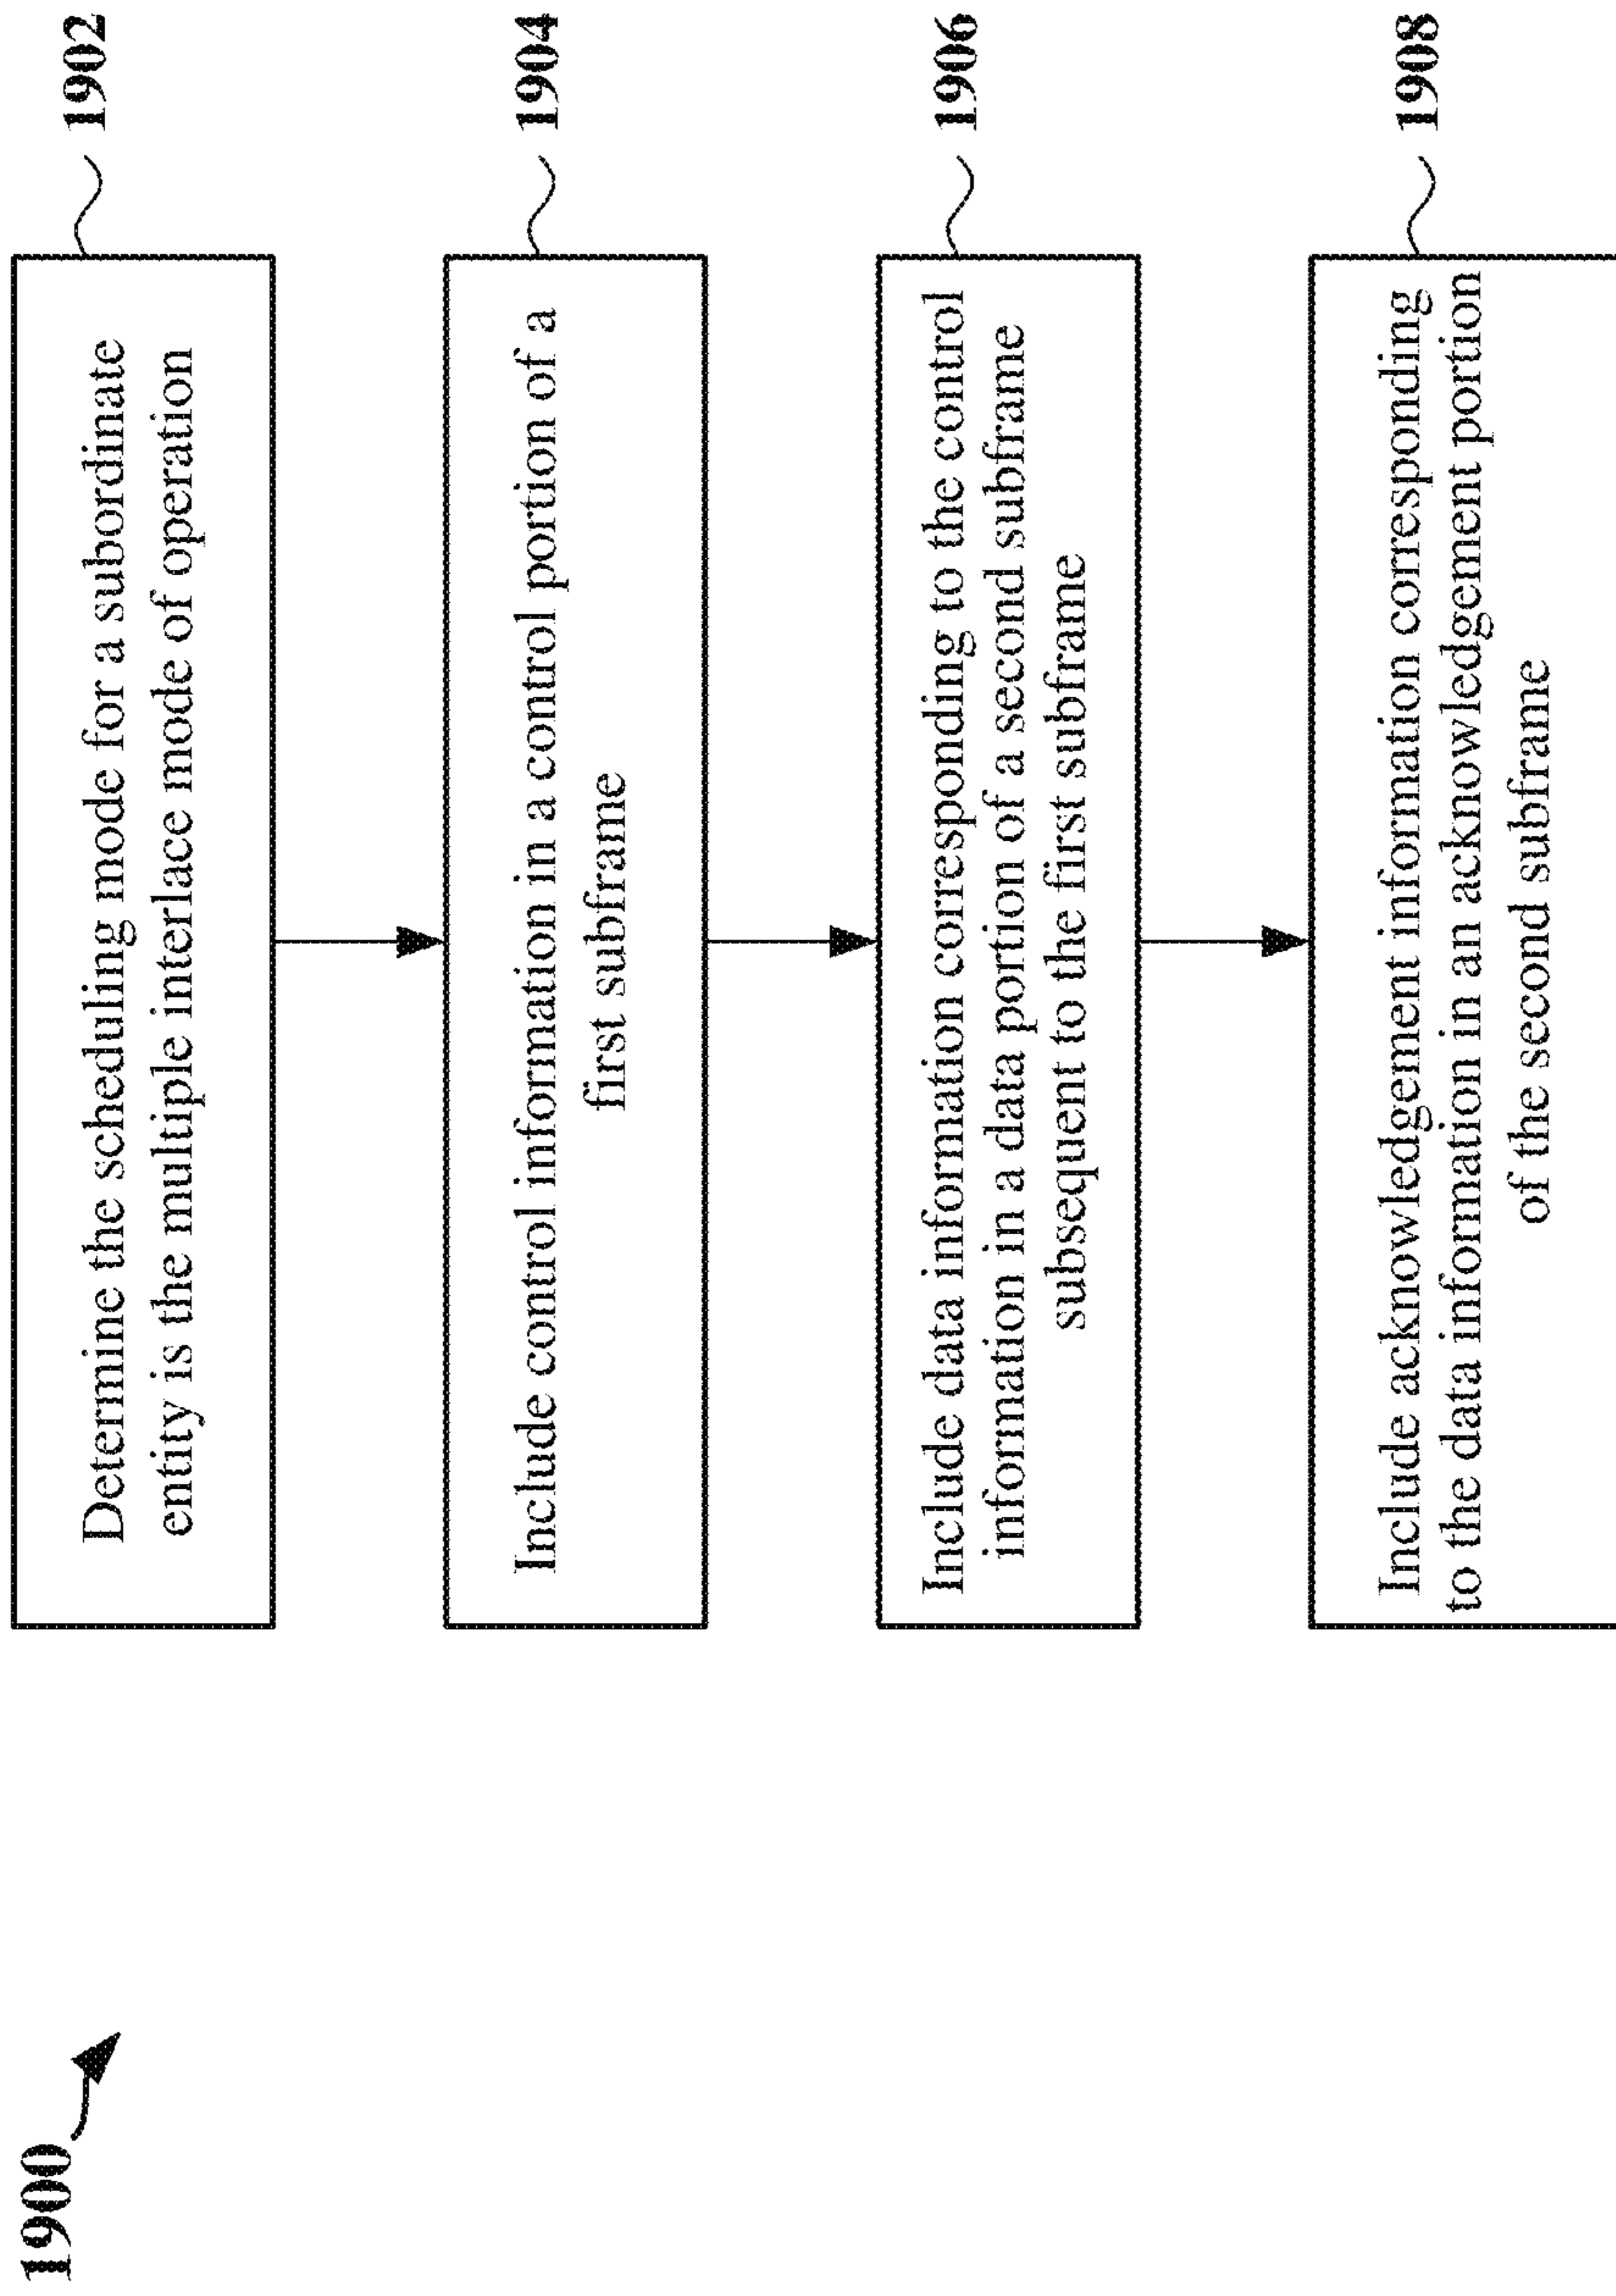 1900
Determine the scheduling mode for a subordinate
entity is the multiple interlace mode of operation
1902
Include control information in a control portion of a
first subframe
1904
Include data information corresponding to the control
information in a data portion of a second subframe
subsequent to the first subframe
1906
Include acknowledgement information corresponding
to the data information in an acknowledgement portion
of the second subframe
1908